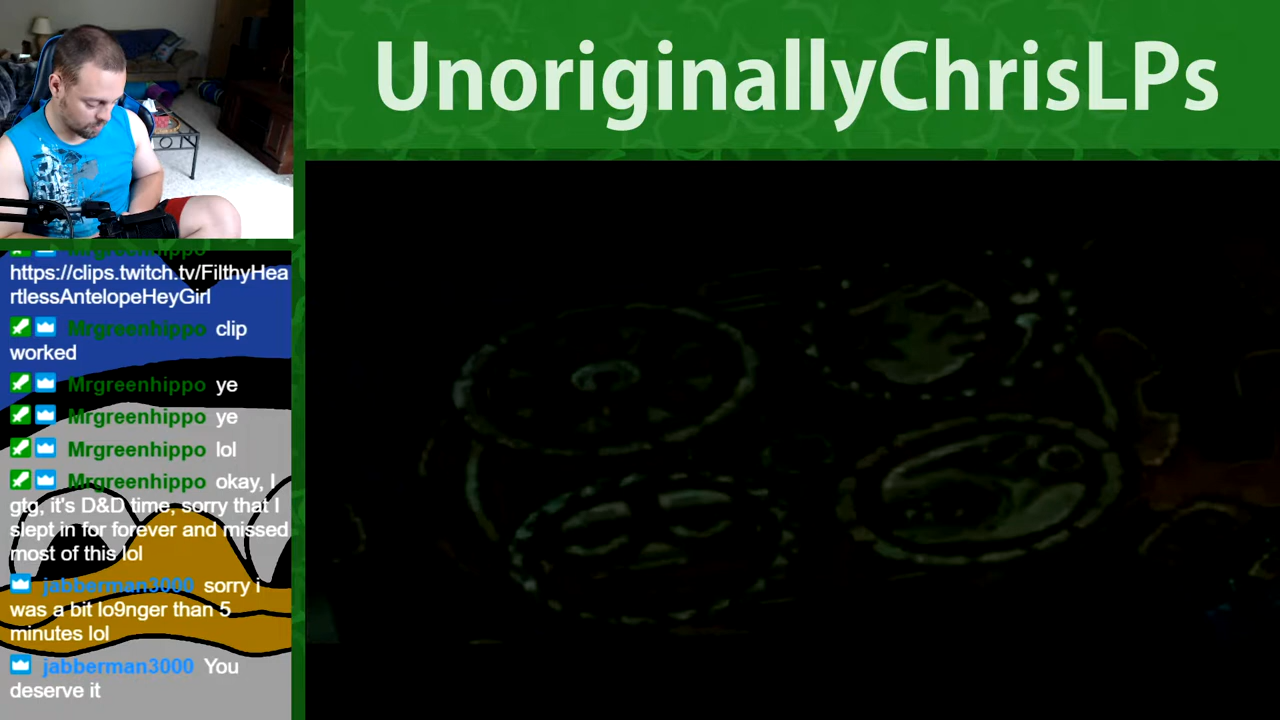 UnoriginallyChrisLPs
https://clips.twitch.tv/FilthyHea
rtlessAntelopeHeyGirl
Mrgreenhippo clip
worked
Mrgreenhippo ye
Mrgreenhippo ye
Mrgreenhippo lol
Mrgreenhippo okay, I
gtg, it's D&D time, sorry that I
slept in for forever and missed
most of this lol
jabberman3000 sorry i
was a bit lo9nger than 5
minutes lol
jabberman3000 You
deserve it